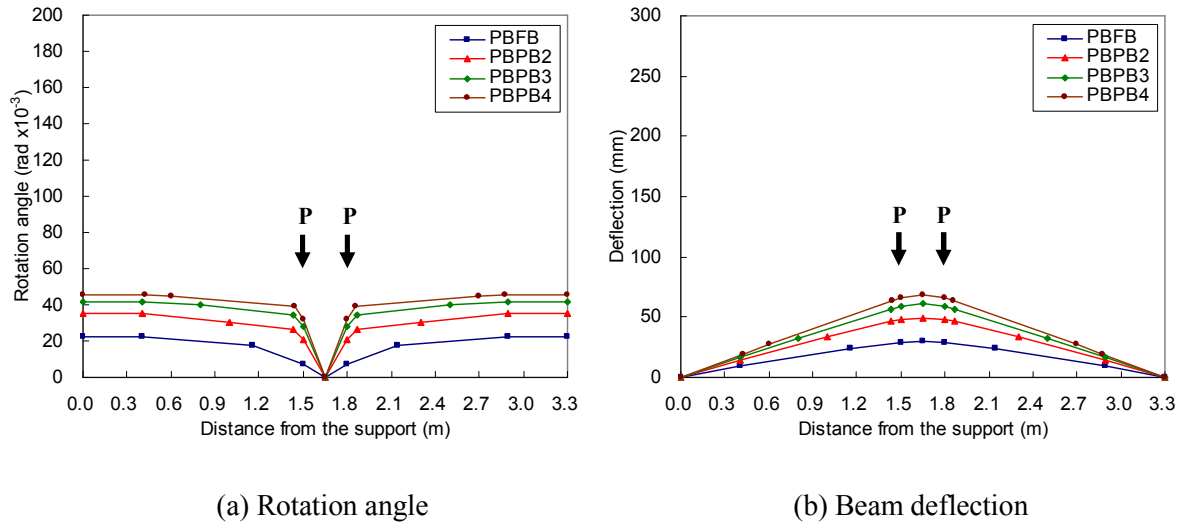 200
180
160
140
120
100
80
60
40
20
0
Rotation angle (rad x10⁻³)
PBFB
PBPB2
PBPB3
PBPB4
P P
0.0 0.3 0.6 0.9 1.2 1.5 1.8 2.1 2.4 2.7 3.0 3.3
Distance from the support (m)
(a) Rotation angle
300
250
200
150
100
50
0
Deflection (mm)
PBFB
PBPB2
PBPB3
PBPB4
P P
0.0 0.3 0.6 0.9 1.2 1.5 1.8 2.1 2.4 2.7 3.0 3.3
Distance from the support (m)
(b) Beam deflection